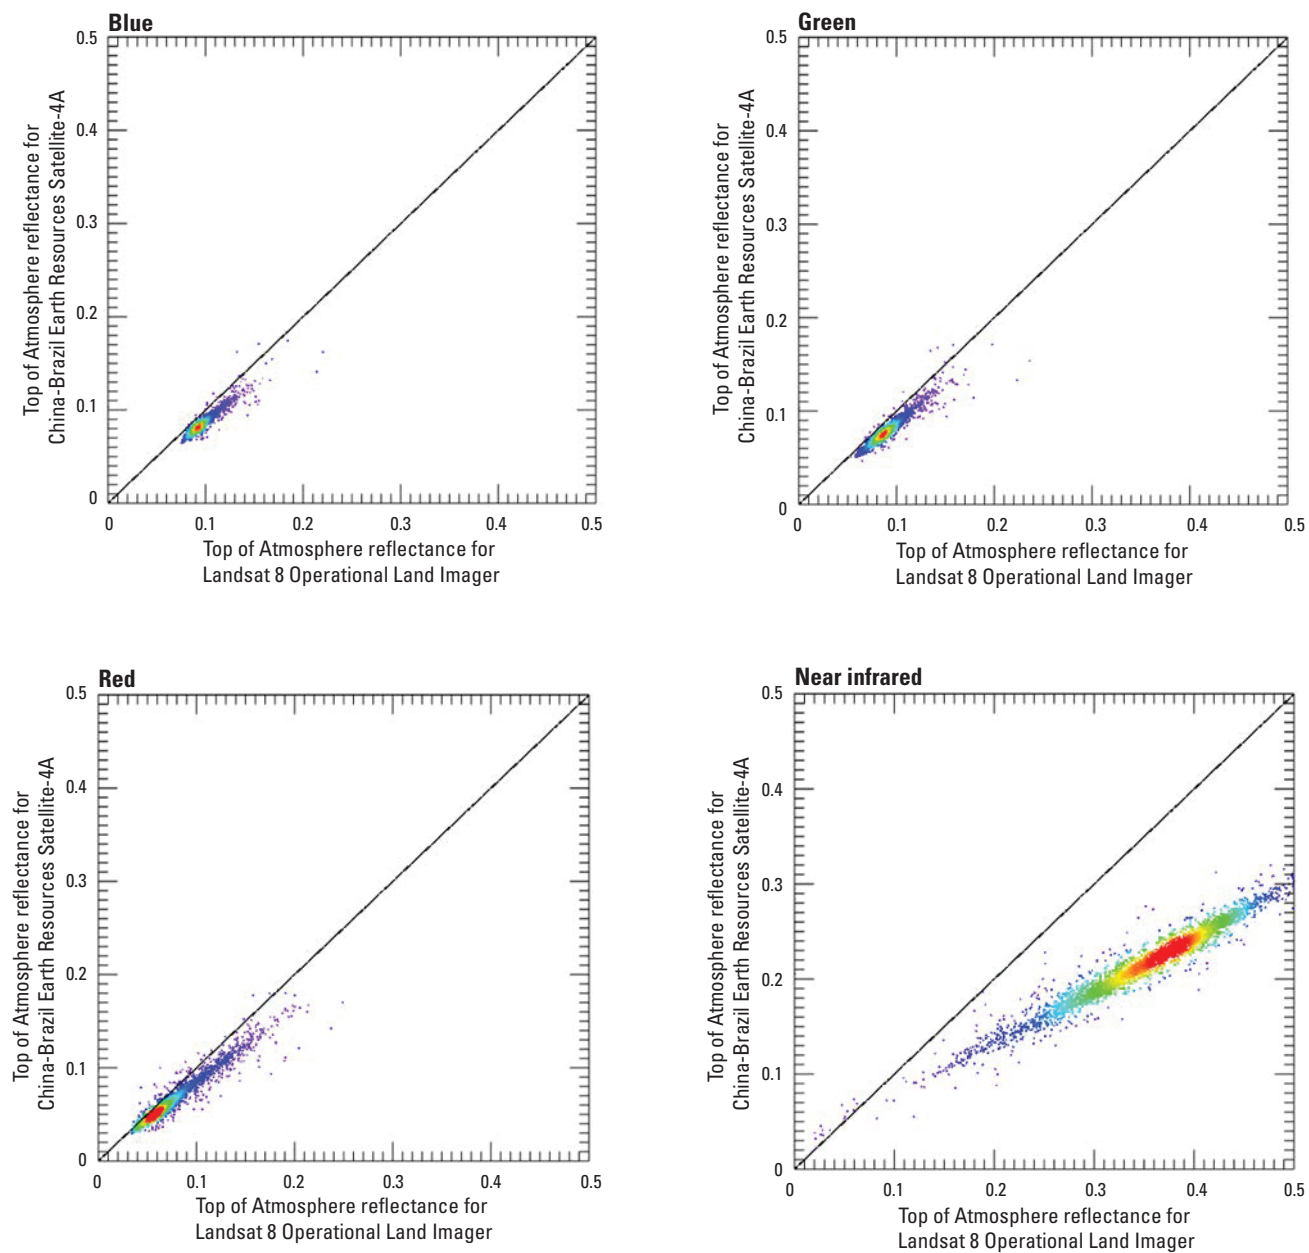 Blue
0.5
0.4
0.3
0.2
0.1
0
Top of Atmosphere reflectance for
China-Brazil Earth Resources Satellite-4A
0 0.1 0.2 0.3 0.4 0.5
Top of Atmosphere reflectance for
Landsat 8 Operational Land Imager
Green
0.5
0.4
0.3
0.2
0.1
0
Top of Atmosphere reflectance for
China-Brazil Earth Resources Satellite-4A
0 0.1 0.2 0.3 0.4 0.5
Top of Atmosphere reflectance for
Landsat 8 Operational Land Imager
Red
0.5
0.4
0.3
0.2
0.1
0
Top of Atmosphere reflectance for
China-Brazil Earth Resources Satellite-4A
0 0.1 0.2 0.3 0.4 0.5
Top of Atmosphere reflectance for
Landsat 8 Operational Land Imager
Near infrared
0.5
0.4
0.3
0.2
0.1
0
Top of Atmosphere reflectance for
China-Brazil Earth Resources Satellite-4A
0 0.1 0.2 0.3 0.4 0.5
Top of Atmosphere reflectance for
Landsat 8 Operational Land Imager